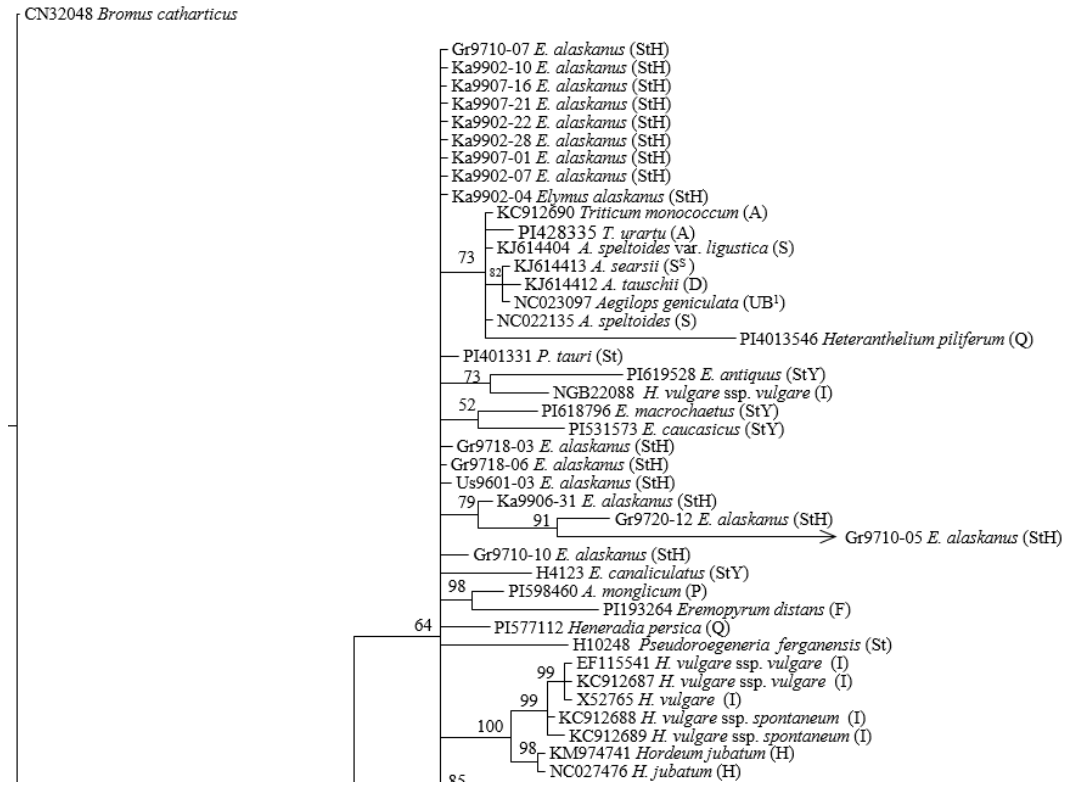 CN32048 Bromus catharticus
Gr9710-07 E. alaskanus (StH)
Ka9902-10 E. alaskanus (StH)
Ka9907-16 E. alaskanus (StH)
Ka9907-21 E. alaskanus (StH)
Ka9902-22 E. alaskanus (StH)
Ka9902-28 E. alaskanus (StH)
Ka9907-01 E. alaskanus (StH)
Ka9902-07 E. alaskanus (StH)
Ka9902-04 Elymus alaskanus (StH)
KC912690 Triticum monococcum (A)
PI428335 T. urartu (A)
KJ614404 A. speltoides var. ligustica (S)
73
KJ614413 A. searsii (Sˢ)
82
KJ614412 A. tauschii (D)
NC023097 Aegilops geniculata (UB¹)
NC022135 A. speltoides (S)
PI4013546 Heteranthelium piliferum (Q)
PI401331 P. tauri (St)
73
PI619528 E. antiquus (StY)
NGB22088 H. vulgare ssp. vulgare (I)
52
PI618796 E. macrochaetus (StY)
PI531573 E. caucasicus (StY)
Gr9718-03 E. alaskanus (StH)
Gr9718-06 E. alaskanus (StH)
Us9601-03 E. alaskanus (StH)
79
Ka9906-31 E. alaskanus (StH)
91
Gr9720-12 E. alaskanus (StH)
Gr9710-05 E. alaskanus (StH)
Gr9710-10 E. alaskanus (StH)
H4123 E. canaliculatus (StY)
98
PI598460 A. monglicum (P)
PI193264 Eremopyrum distans (F)
64
PI577112 Heneradia persica (Q)
H10248 Pseudoroegeneria ferganensis (St)
99
EF115541 H. vulgare ssp. vulgare (I)
KC912687 H. vulgare ssp. vulgare (I)
99
X52765 H. vulgare (I)
KC912688 H. vulgare ssp. spontaneum (I)
100
KC912689 H. vulgare ssp. spontaneum (I)
98
KM974741 Hordeum jubatum (H)
NC027476 H. jubatum (H)
85